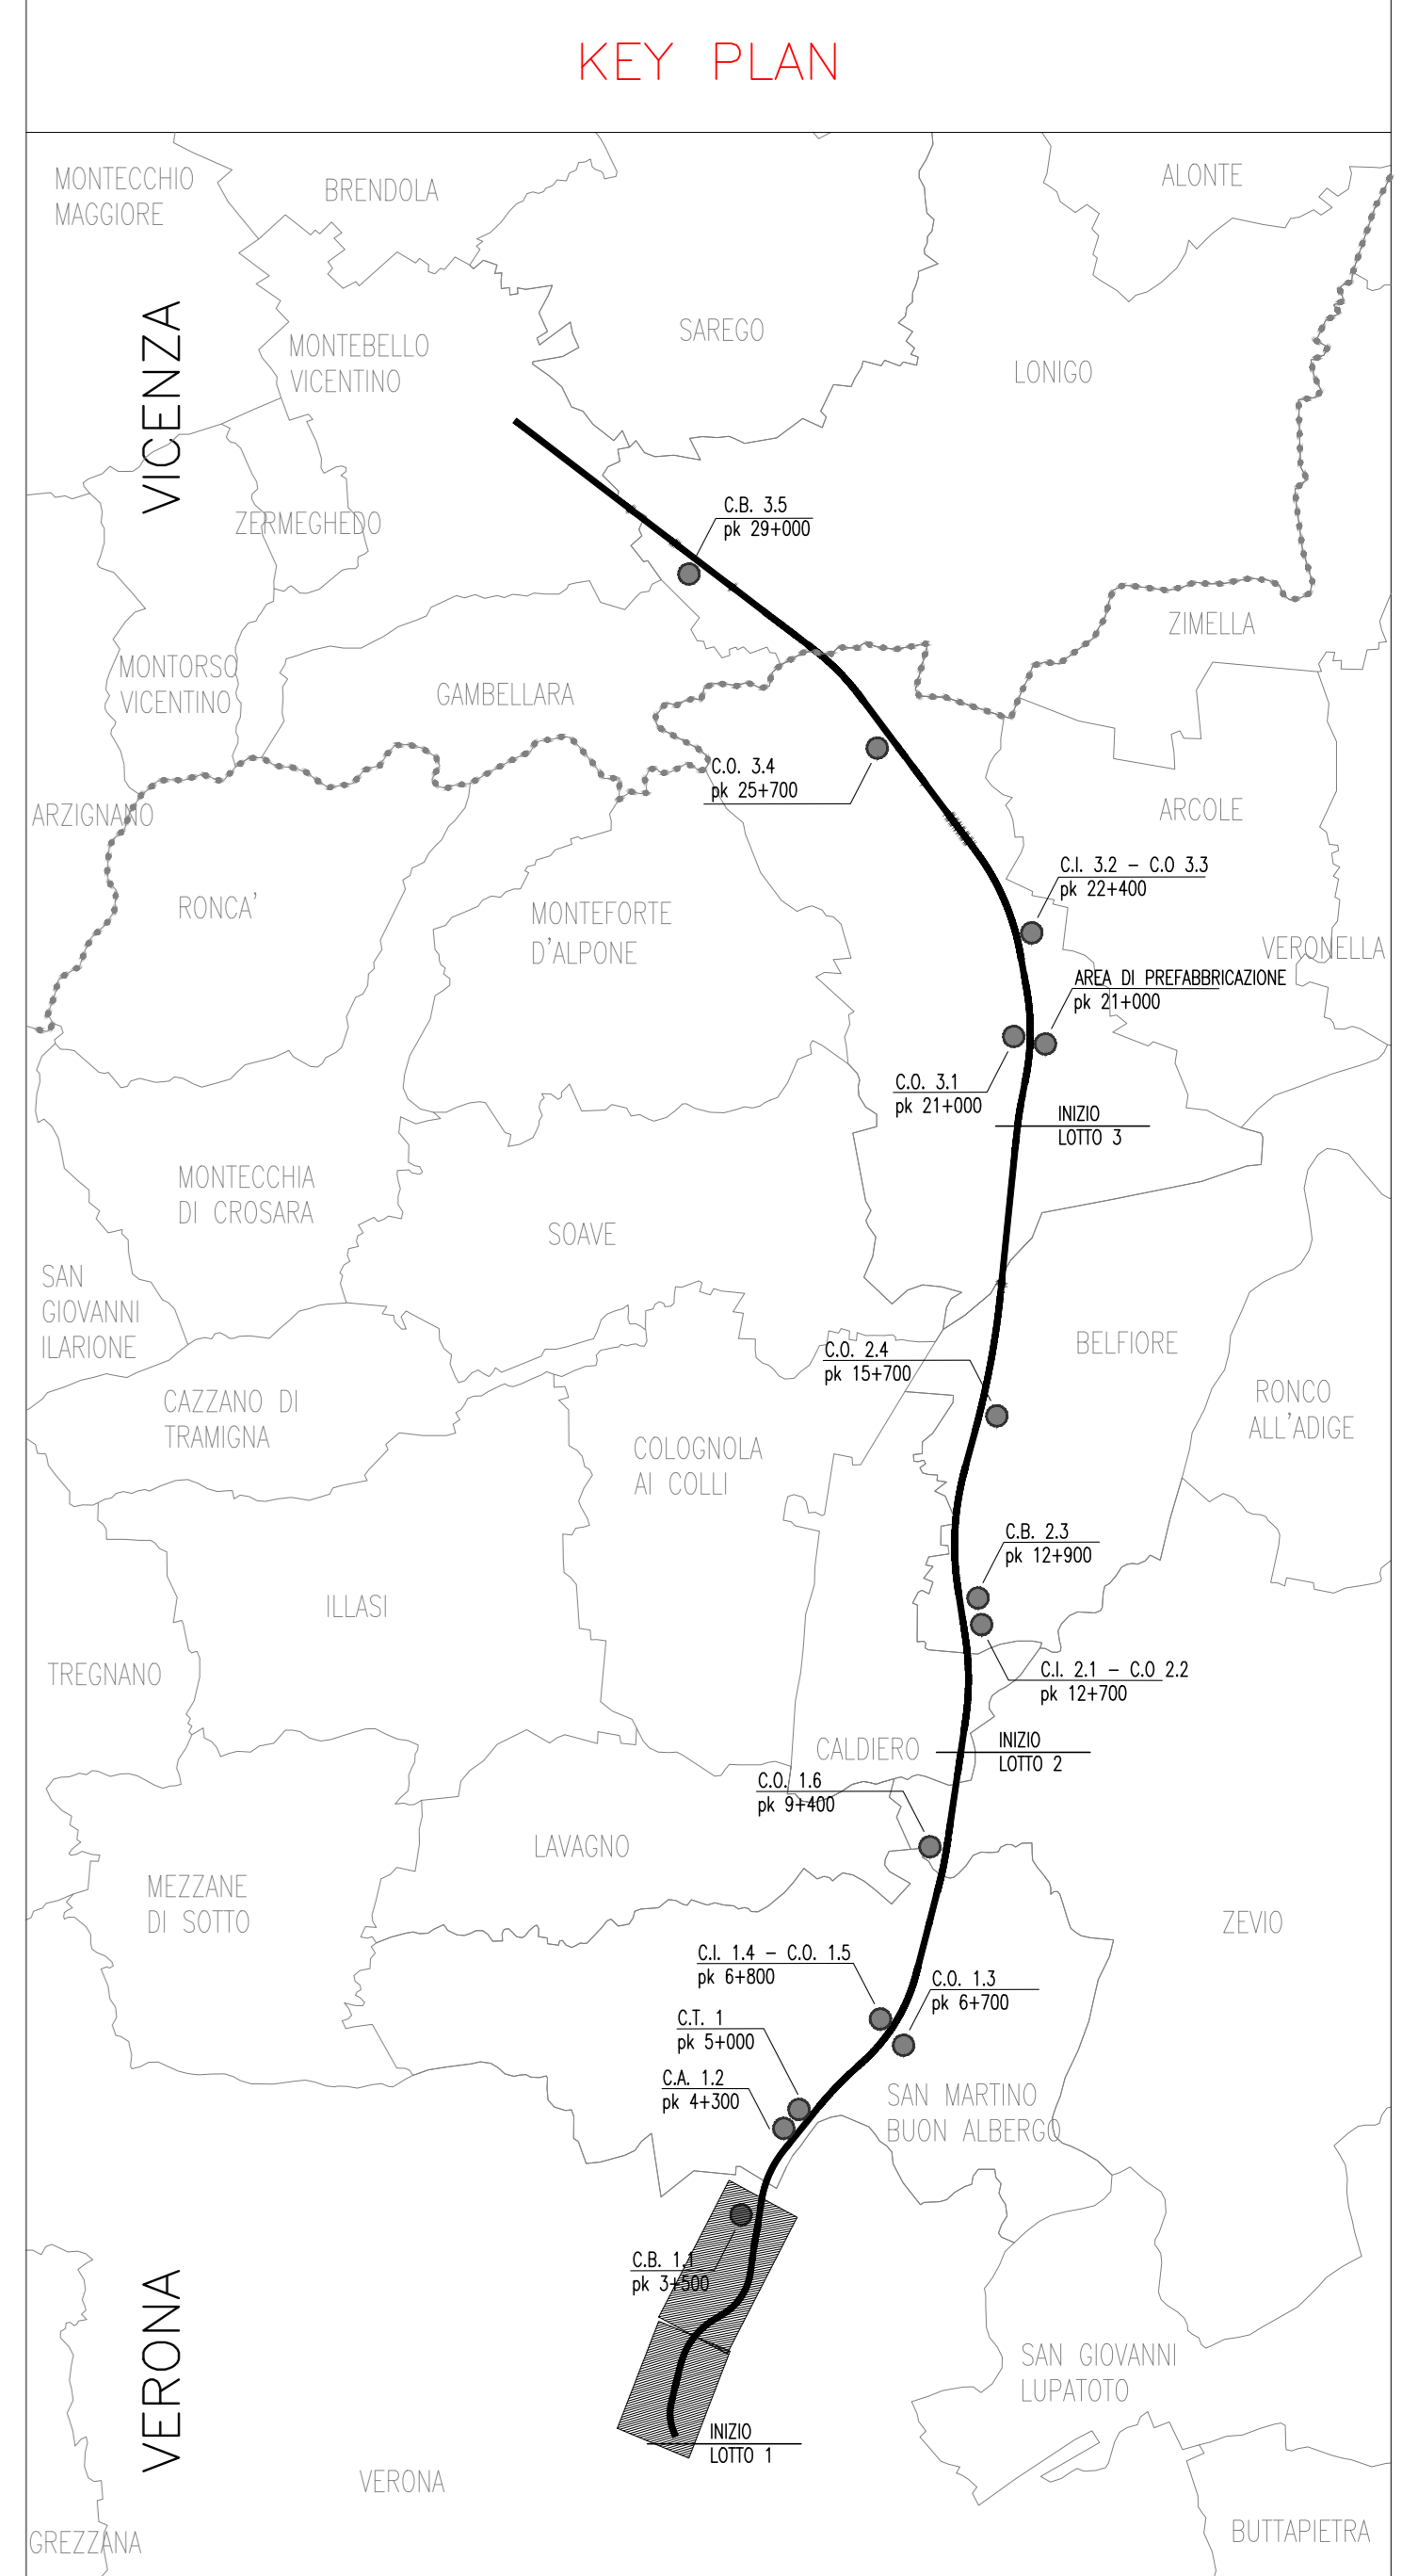 KEY PLAN
MONTECCHIO
MAGGIORE
BRENDOLA
ALONTE
VICENZA
MONTEBELLO
VICENTINO
SAREGO
LONIGO
C.B. 3.5
pk 29+000
ZERMEGHEDO
ZIMELLA
MONTORSO
VICENTINO
GAMBELLARA
C.O. 3.4
pk 25+700
ARZIGNANO
ARCOLE
C.I. 3.2 - C.O 3.3
pk 22+400
RONCA'
MONTEFORTE
D'ALPONE
VERONELLA
AREA DI PREFABBRICAZIONE
pk 21+000
C.O. 3.1
pk 21+000
INIZIO
LOTTO 3
MONTECCHIA
DI CROSARA
SOAVE
SAN
GIOVANNI
ILARIONE
BELFIORE
C.O. 2.4
pk 15+700
CAZZANO DI
TRAMIGNA
RONCO
ALL'ADIGE
COLOGNOLA
AI COLLI
C.B. 2.3
pk 12+900
ILLASI
TREGNANO
C.I. 2.1 - C.O 2.2
pk 12+700
CALDIERO
INIZIO
LOTTO 2
C.O. 1.6
pk 9+400
LAVAGNO
MEZZANE
DI SOTTO
ZEVIO
C.I. 1.4 - C.O. 1.5
pk 6+800
C.O. 1.3
pk 6+700
C.T. 1
pk 5+000
C.A. 1.2
pk 4+300
SAN MARTINO
BUON ALBERGO
C.B. 1.1
pk 3+500
VERONA
SAN GIOVANNI
LUPATOTO
INIZIO
LOTTO 1
VERONA
GREZZANA
BUTTAPIETRA